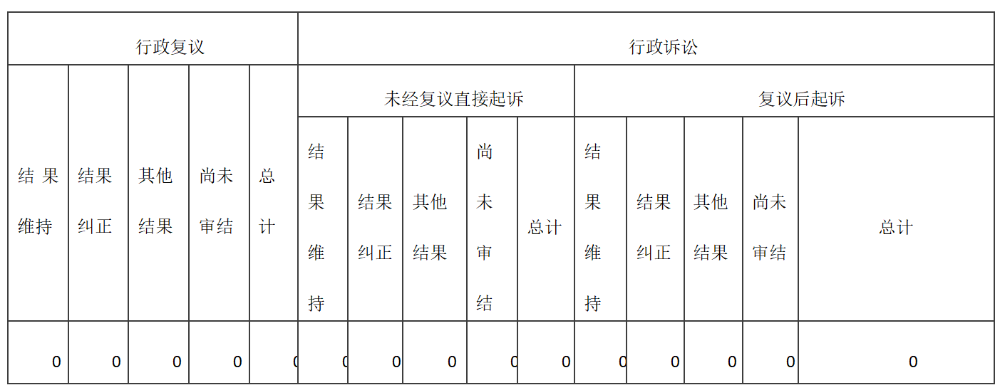 行政复议 行政诉讼
未经复议直接起诉 复议后起诉
结果维持 结果纠正 其他结果 尚未审结 总计 结果维持 结果纠正 其他结果 尚未审结 总计 结果维持 结果纠正 其他结果 尚未审结 总计
0 0 0 0 0 0 0 0 0 0 0 0 0 0 0